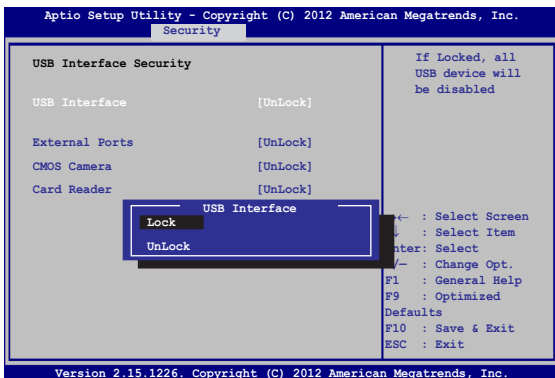 Aptio Setup Utility - Copyright (C) 2012 American Megatrends, Inc.
Security
USB Interface Security
USB Interface [UnLock]
External Ports [UnLock]
CMOS Camera [UnLock]
Card Reader [UnLock]
USB Interface
Lock
UnLock
If Locked, all
USB device will
be disabled
→← : Select Screen
↓ : Select Item
nter: Select
/— : Change Opt.
F1 : General Help
F9 : Optimized
Defaults
F10 : Save & Exit
ESC : Exit
Version 2.15.1226. Copyright (C) 2012 American Megatrends, Inc.